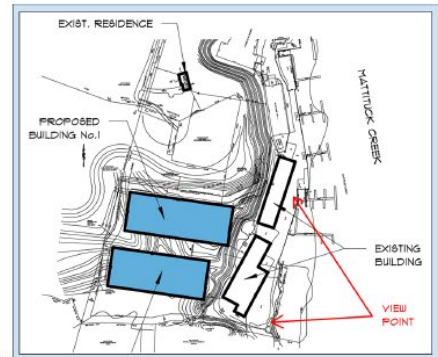 EXIST. RESIDENCE
MATTITUCK CREEK
PROPOSED
BUILDING No.1
EXISTING
BUILDING
VIEW
POINT